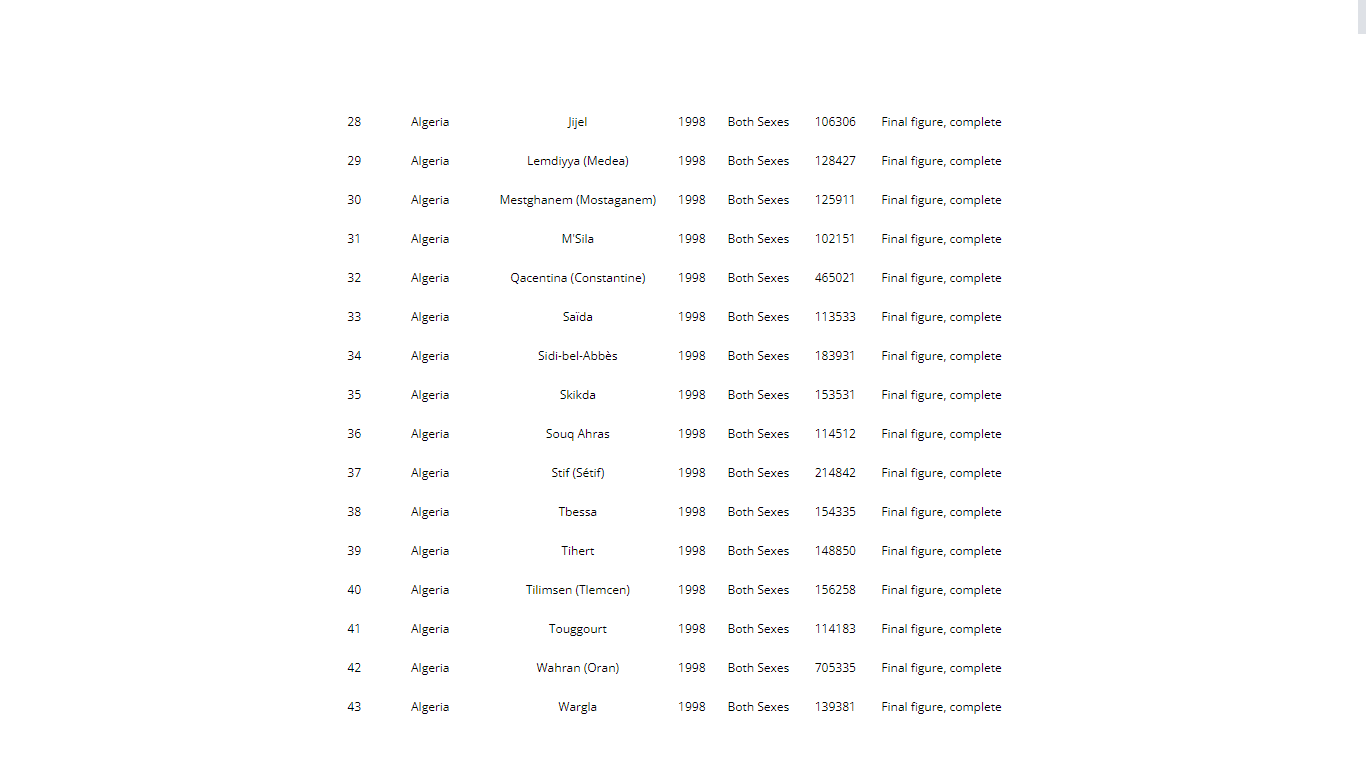 28 Algeria Jijel 1998 Both Sexes 106306 Final figure, complete
29 Algeria Lemdiyya (Medea) 1998 Both Sexes 128427 Final figure, complete
30 Algeria Mestghanem (Mostaganem) 1998 Both Sexes 125911 Final figure, complete
31 Algeria M'Sila 1998 Both Sexes 102151 Final figure, complete
32 Algeria Qacentina (Constantine) 1998 Both Sexes 465021 Final figure, complete
33 Algeria Saïda 1998 Both Sexes 113533 Final figure, complete
34 Algeria Sidi-bel-Abbès 1998 Both Sexes 183931 Final figure, complete
35 Algeria Skikda 1998 Both Sexes 153531 Final figure, complete
36 Algeria Souq Ahras 1998 Both Sexes 114512 Final figure, complete
37 Algeria Stif (Sétif) 1998 Both Sexes 214842 Final figure, complete
38 Algeria Tbessa 1998 Both Sexes 154335 Final figure, complete
39 Algeria Tihert 1998 Both Sexes 148850 Final figure, complete
40 Algeria Tilimsen (Tlemcen) 1998 Both Sexes 156258 Final figure, complete
41 Algeria Touggourt 1998 Both Sexes 114183 Final figure, complete
42 Algeria Wahran (Oran) 1998 Both Sexes 705335 Final figure, complete
43 Algeria Wargla 1998 Both Sexes 139381 Final figure, complete